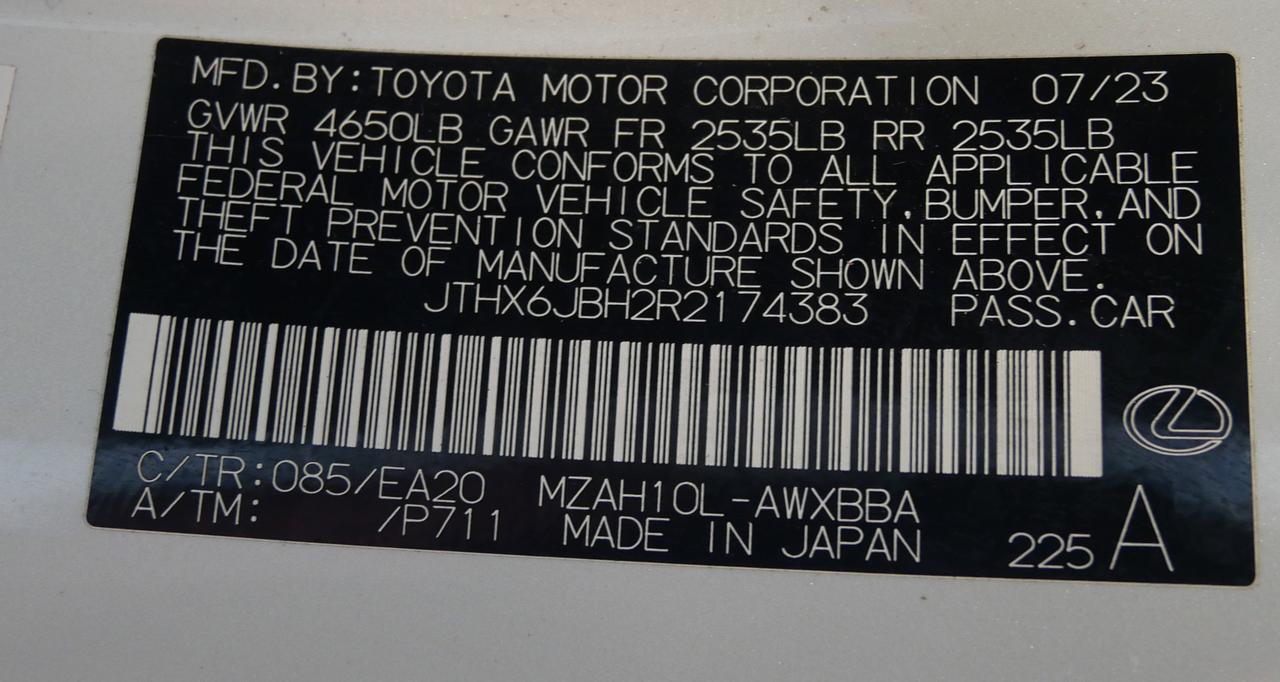 MFD.BY:TOYOTA MOTOR CORPORATION 07/23
GVWR 4650LB GAWR FR 2535LB RR 2535LB
THIS VEHICLE CONFORMS TO ALL APPLICABLE
FEDERAL MOTOR VEHICLE SAFETY,BUMPER,AND
THEFT PREVENTION STANDARDS IN EFFECT ON
THE DATE OF MANUFACTURE SHOWN ABOVE.
JTHX6JBH2R2174383 PASS.CAR
C/TR:085/EA20 MZAH10L-AWXBBA
A/TM: /P711 MADE IN JAPAN 225 A